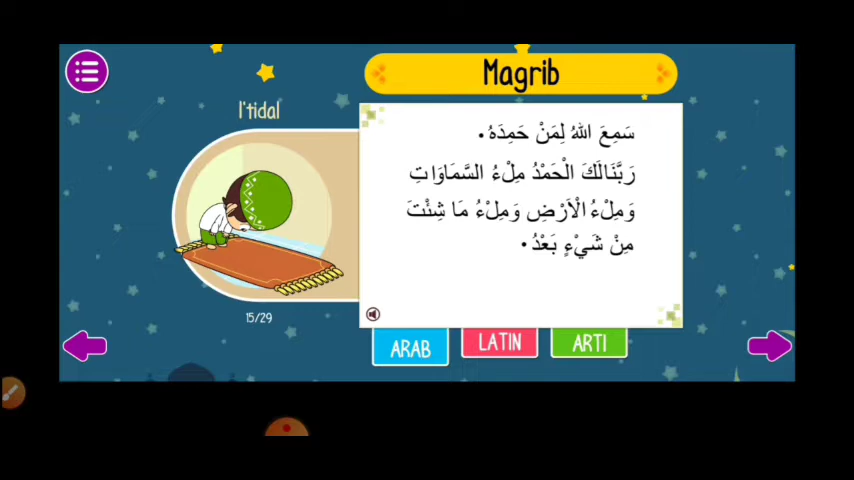 Magrib
I'tidal
سَمِعَ اللهُ لِمَنْ حَمِدَهُ.
رَبَّنَالَكَ الْحَمْدُ مِلْءُ السَّمَاوَاتِ
وَمِلْءُ الْاَرْضِ وَمِلْءُ مَا شِئْتَ
مِنْ شَيْءٍ بَعْدُ.
15/29
ARAB
LATIN
ARTI